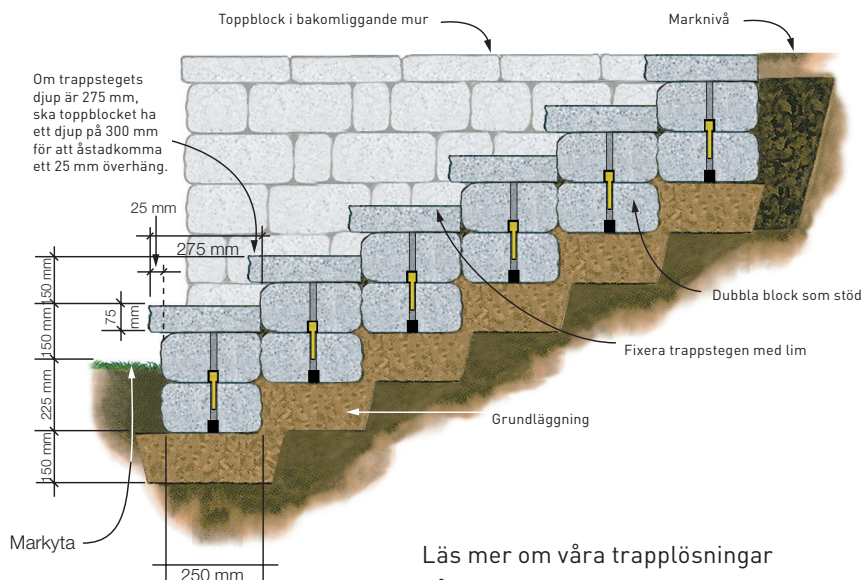 Toppblock i bakomliggande mur
Marknivå
Om trappstegets
djup är 275 mm,
ska toppblocket ha
ett djup på 300 mm
för att åstadkomma
ett 25 mm överhäng.
25 mm
275 mm
150 mm
75
mm
150 mm
225 mm
150 mm
Dubbla block som stöd
Fixera trappstegen med lim
Grundläggning
Markyta
250 mm
Läs mer om våra trapplösningar